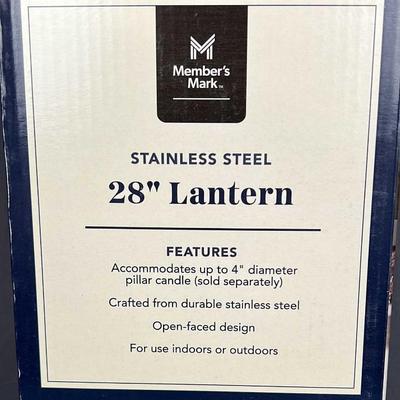 Member's
Mark™
STAINLESS STEEL
28" Lantern
FEATURES
Accommodates up to 4" diameter
pillar candle (sold separately)
Crafted from durable stainless steel
Open-faced design
For use indoors or outdoors